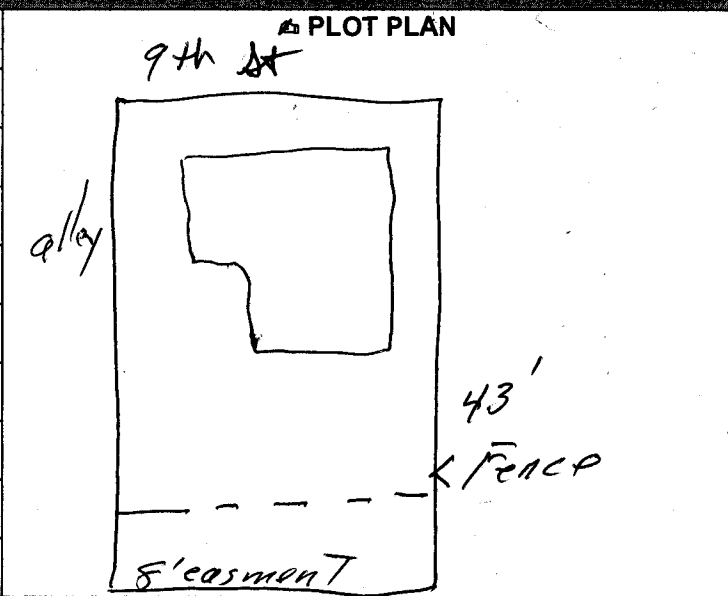 ✍ PLOT PLAN
9th St
alley
43'
< Fence
8' easment